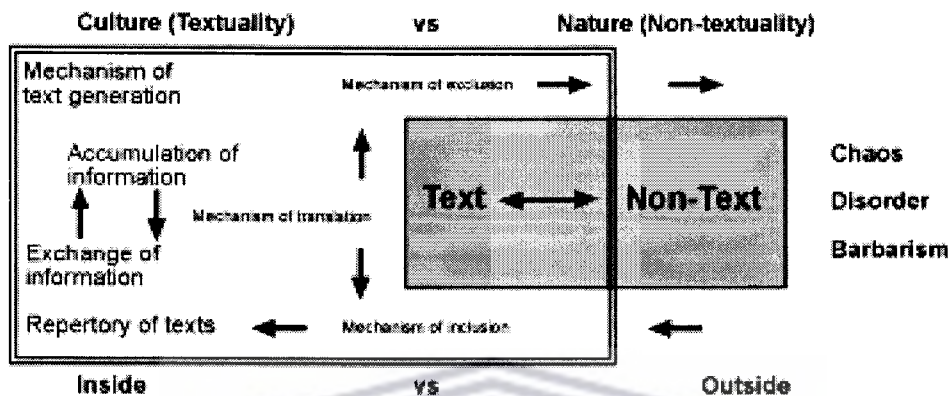 Culture (Textuality) vs Nature (Non-textuality)
Mechanism of
text generation
Mechanism of exclusion
Accumulation of
information
Chaos
Text Non-Text
Disorder
Mechanism of translation
Exchange of
information
Barbarism
Repertory of texts
Mechanism of inclusion
Inside vs Outside